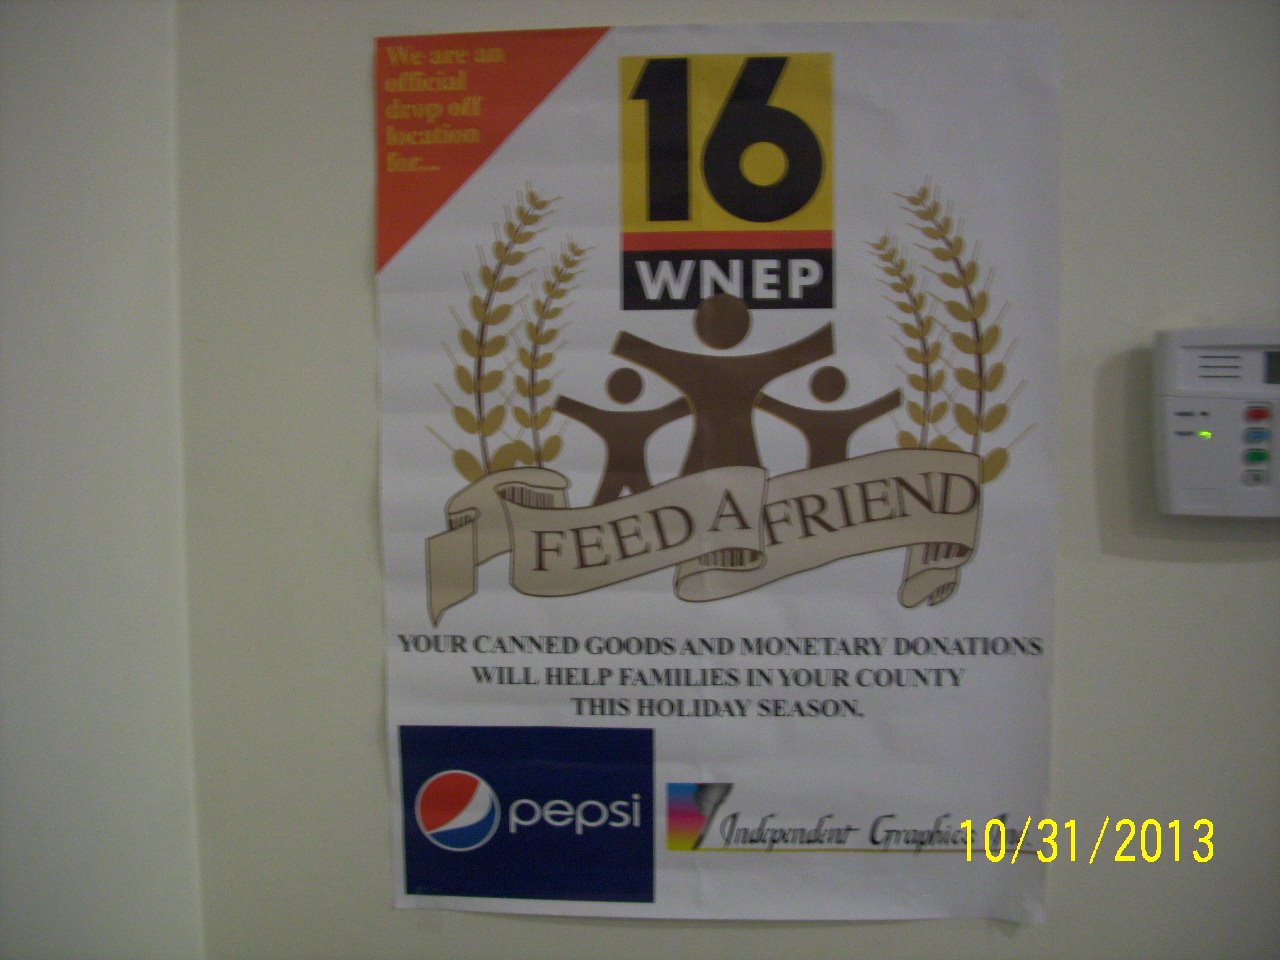 We are an
official
drop off
location
for...
16
WNEP
FEED A FRIEND
YOUR CANNED GOODS AND MONETARY DONATIONS
WILL HELP FAMILIES IN YOUR COUNTY
THIS HOLIDAY SEASON.
pepsi
Independent Graphics Inc.
10/31/2013